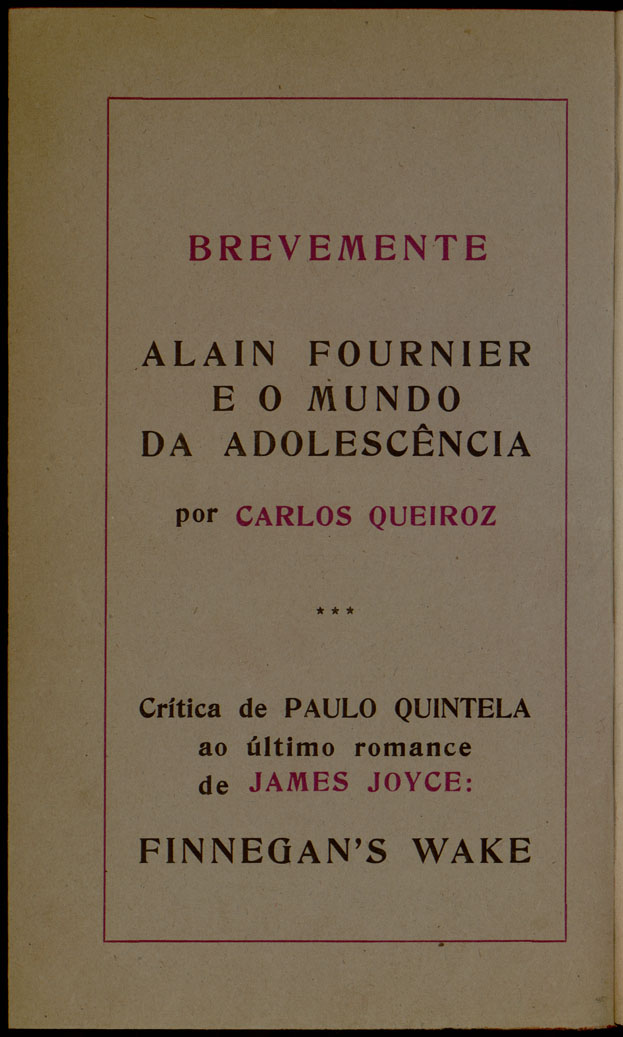 BREVEMENTE
ALAIN FOURNIER
E O MUNDO
DA ADOLESCÊNCIA
por CARLOS QUEIROZ
***
Crítica de PAULO QUINTELA
ao último romance
de JAMES JOYCE:
FINNEGAN'S WAKE